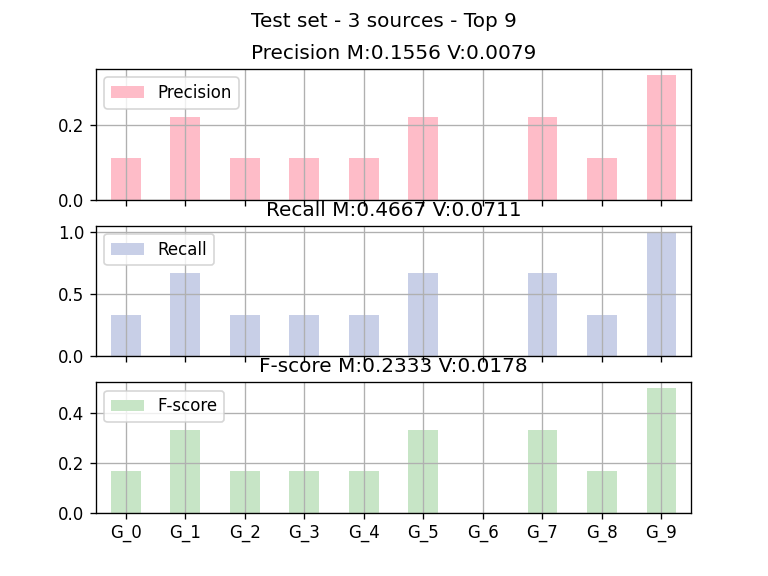 Test set - 3 sources - Top 9
Precision M:0.1556 V:0.0079
Precision
0.2
0.0
Recall M:0.4667 V:0.0711
Recall
1.0
0.5
0.0
F-score M:0.2333 V:0.0178
F-score
0.4
0.2
0.0
G_0 G_1 G_2 G_3 G_4 G_5 G_6 G_7 G_8 G_9